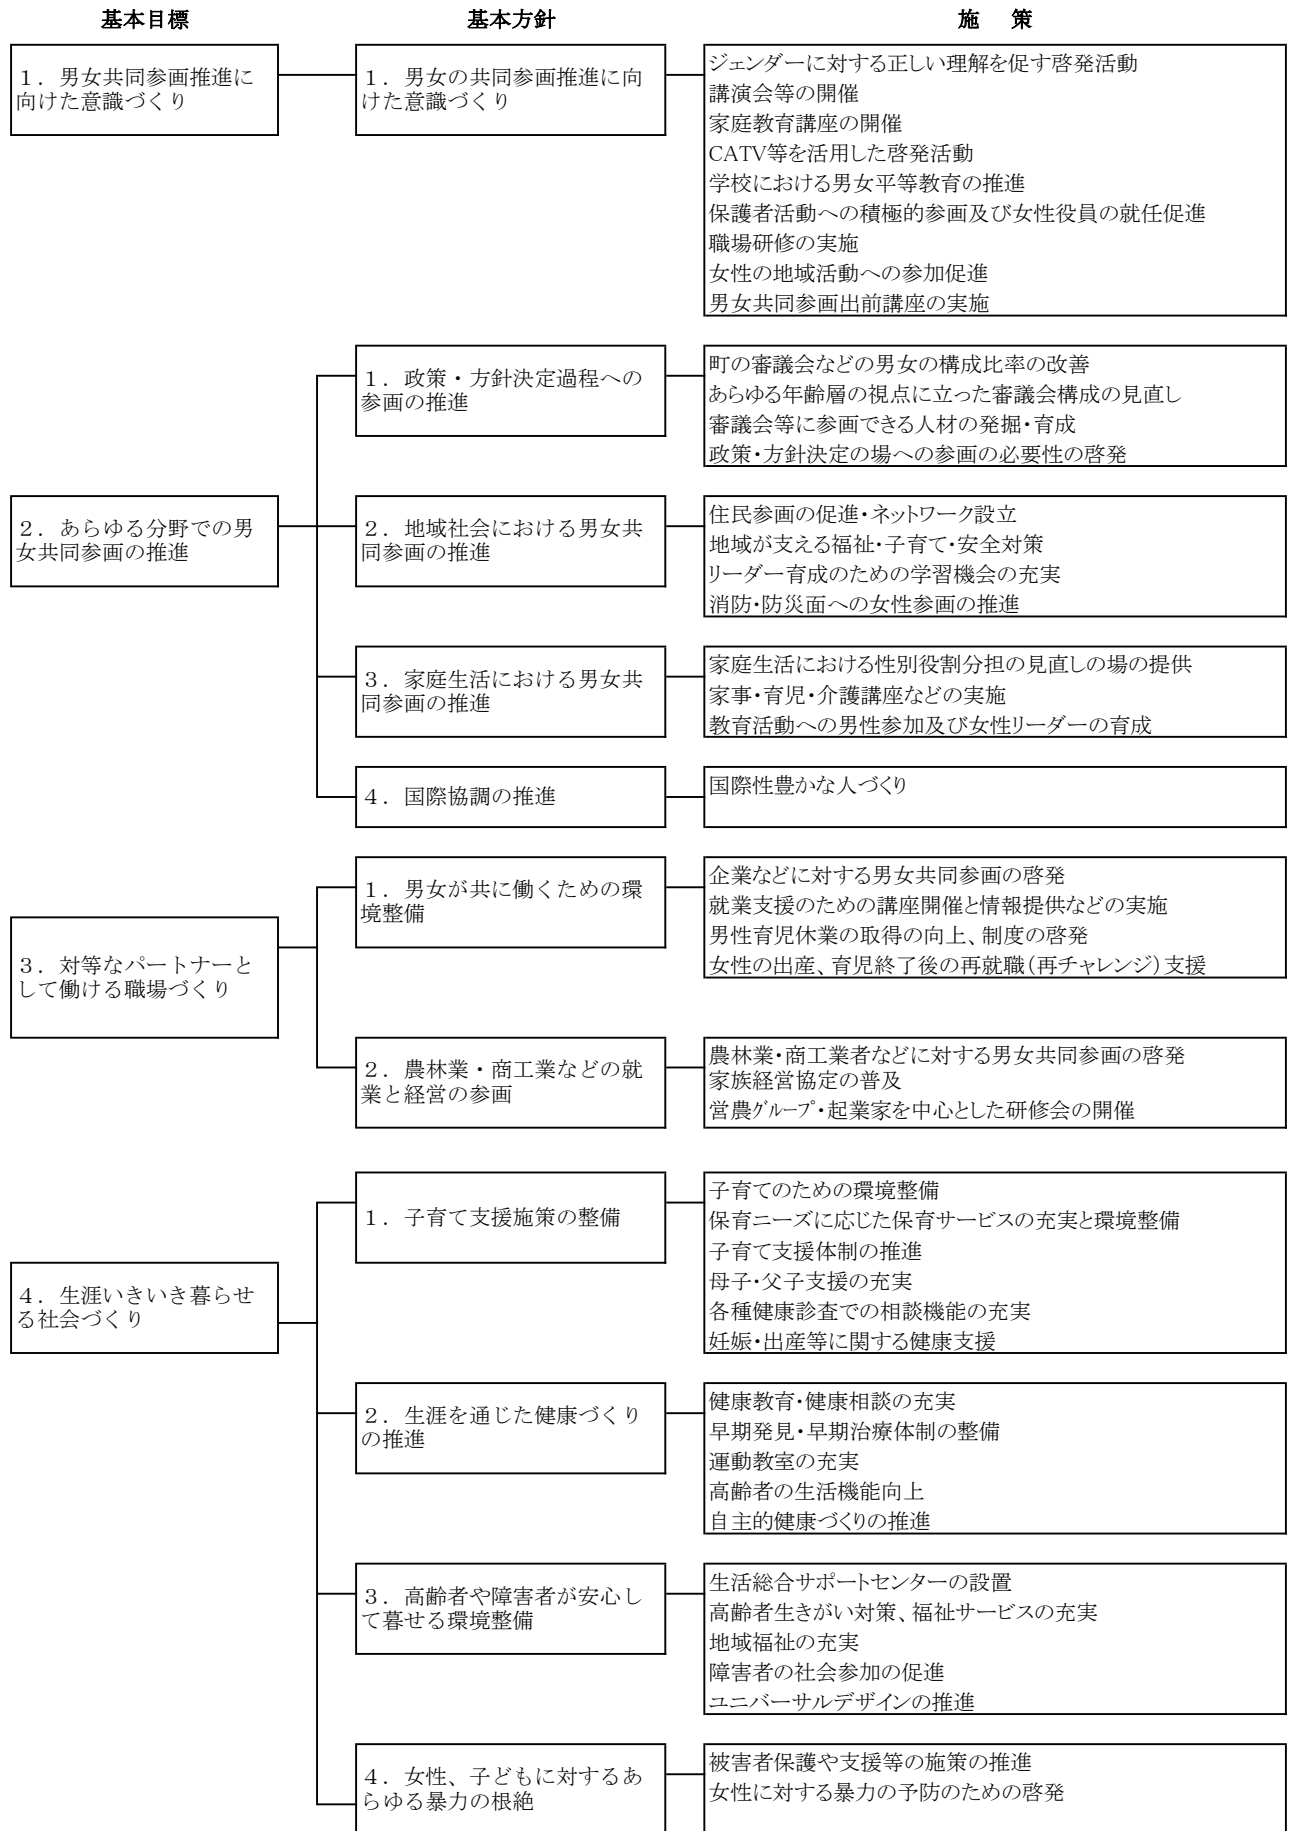 基本目標
基本方針
施　策
１．男女共同参画推進に
向けた意識づくり
１．男女の共同参画推進に向
けた意識づくり
ジェンダーに対する正しい理解を促す啓発活動
講演会等の開催
家庭教育講座の開催
CATV等を活用した啓発活動
学校における男女平等教育の推進
保護者活動への積極的参画及び女性役員の就任促進
職場研修の実施
女性の地域活動への参加促進
男女共同参画出前講座の実施
２．あらゆる分野での男
女共同参画の推進
１．政策・方針決定過程への
参画の推進
町の審議会などの男女の構成比率の改善
あらゆる年齢層の視点に立った審議会構成の見直し
審議会等に参画できる人材の発掘・育成
政策・方針決定の場への参画の必要性の啓発
２．地域社会における男女共
同参画の推進
住民参画の促進・ネットワーク設立
地域が支える福祉・子育て・安全対策
リーダー育成のための学習機会の充実
消防・防災面への女性参画の推進
３．家庭生活における男女共
同参画の推進
家庭生活における性別役割分担の見直しの場の提供
家事・育児・介護講座などの実施
教育活動への男性参加及び女性リーダーの育成
４．国際協調の推進
国際性豊かな人づくり
３．対等なパートナーと
して働ける職場づくり
１．男女が共に働くための環
境整備
企業などに対する男女共同参画の啓発
就業支援のための講座開催と情報提供などの実施
男性育児休業の取得の向上、制度の啓発
女性の出産、育児終了後の再就職（再チャレンジ）支援
２．農林業・商工業などの就
業と経営の参画
農林業・商工業者などに対する男女共同参画の啓発
家族経営協定の普及
営農ｸﾞﾙｰﾌﾟ・起業家を中心とした研修会の開催
４．生涯いきいき暮らせ
る社会づくり
１．子育て支援施策の整備
子育てのための環境整備
保育ニーズに応じた保育サービスの充実と環境整備
子育て支援体制の推進
母子・父子支援の充実
各種健康診査での相談機能の充実
妊娠・出産等に関する健康支援
２．生涯を通じた健康づくり
の推進
健康教育・健康相談の充実
早期発見・早期治療体制の整備
運動教室の充実
高齢者の生活機能向上
自主的健康づくりの推進
３．高齢者や障害者が安心し
て暮せる環境整備
生活総合サポートセンターの設置
高齢者生きがい対策、福祉サービスの充実
地域福祉の充実
障害者の社会参加の促進
ユニバーサルデザインの推進
４．女性、子どもに対するあ
らゆる暴力の根絶
被害者保護や支援等の施策の推進
女性に対する暴力の予防のための啓発